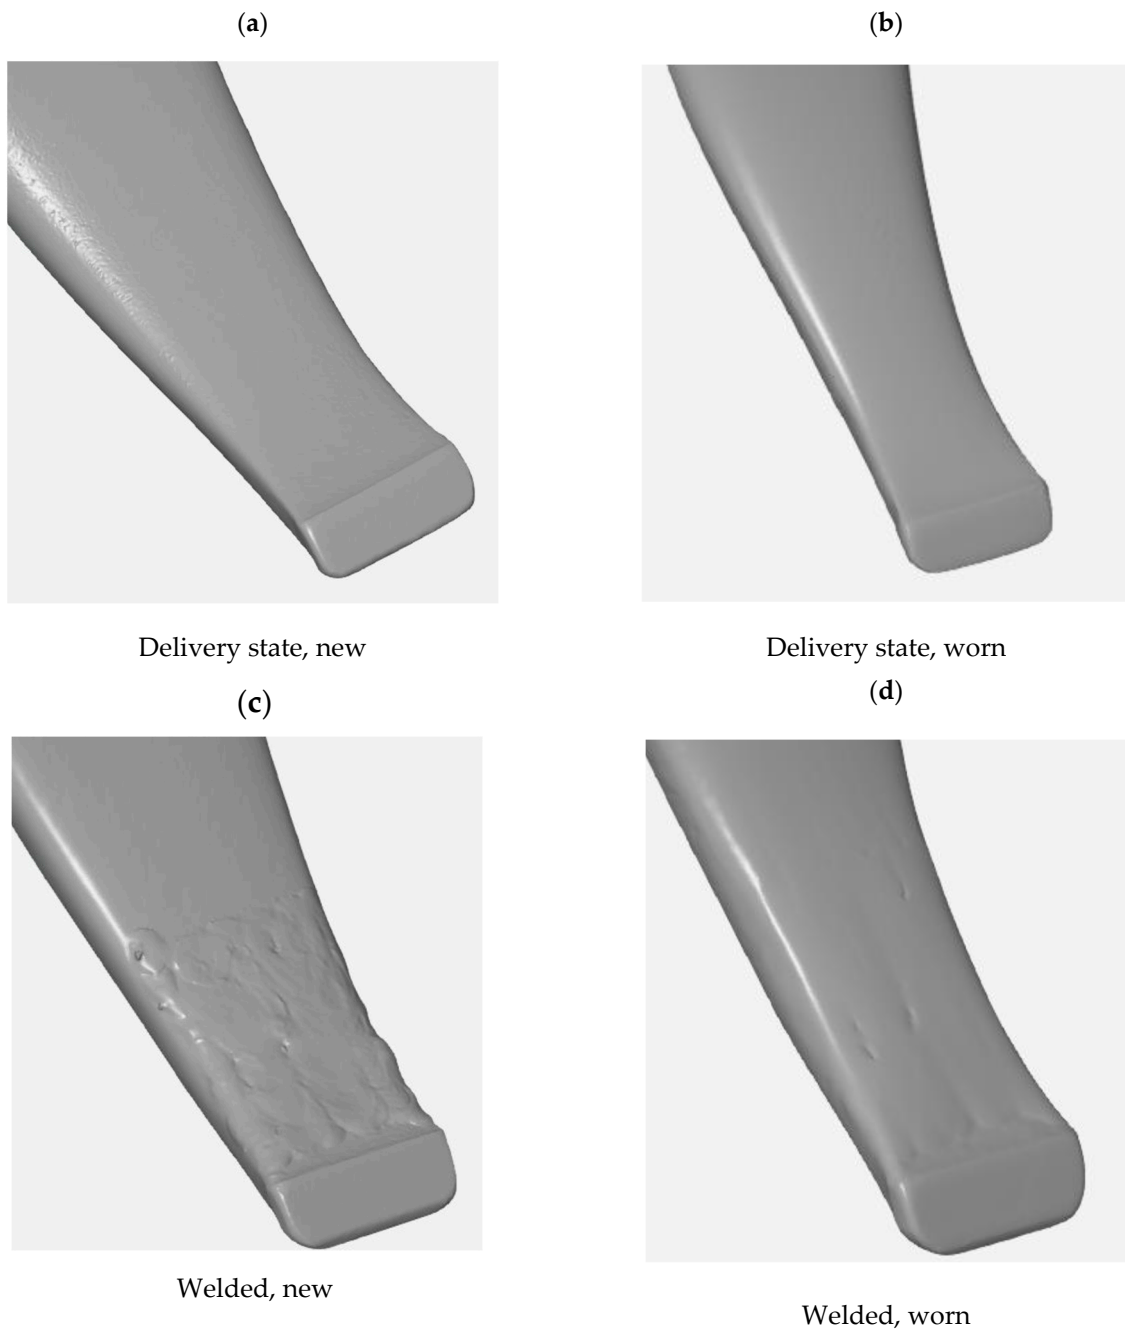 (a)
(b)
Delivery state, new
Delivery state, worn
(c)
(d)
Welded, new
Welded, worn